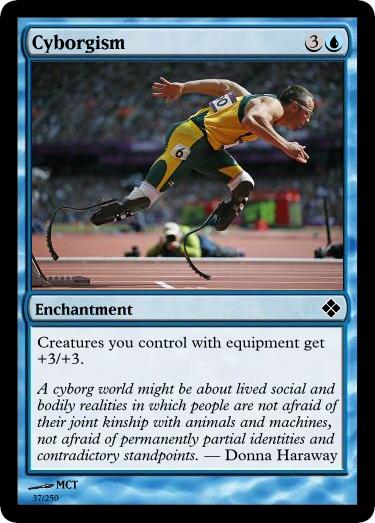 Cyborgism 3
6
Enchantment
Creatures you control with equipment get
+3/+3.
A cyborg world might be about lived social and
bodily realities in which people are not afraid of
their joint kinship with animals and machines,
not afraid of permanently partial identities and
contradictory standpoints. — Donna Haraway
MCT
37/250